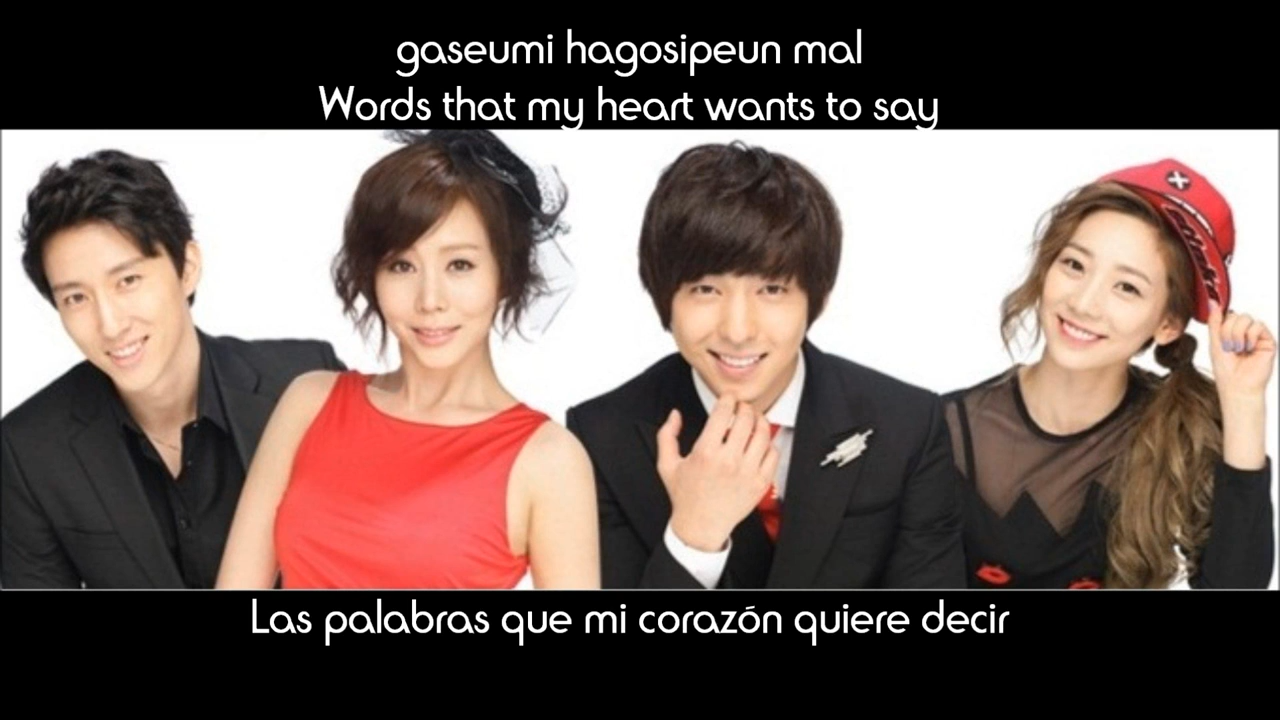 gaseumi hagosipeun mal
Words that my heart wants to say
Las palabras que mi corazón quiere decir